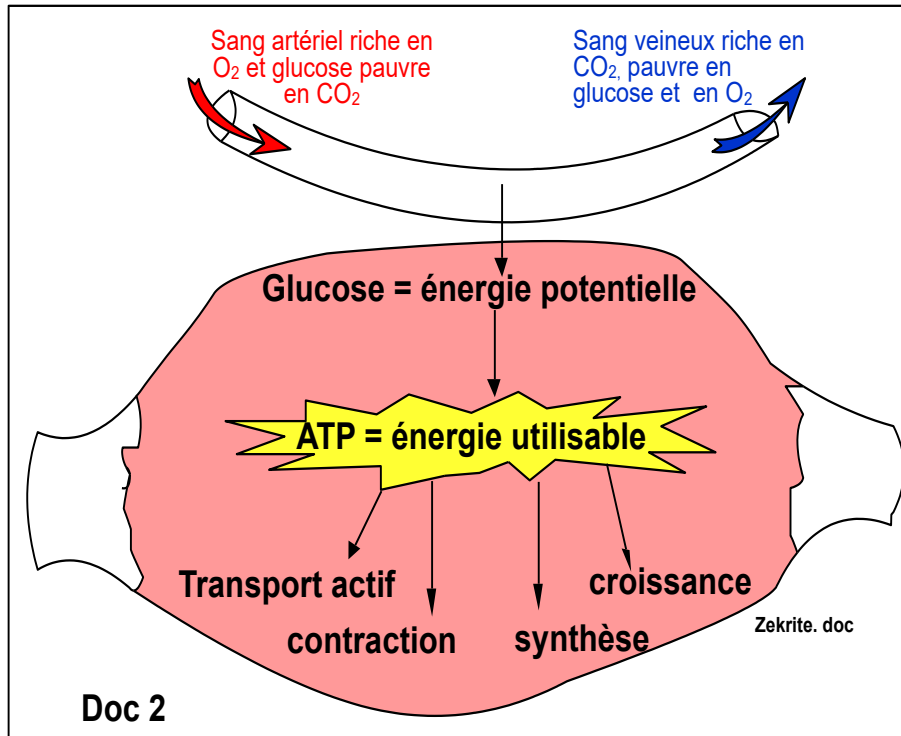 Sang artériel riche en
O₂ et glucose pauvre
en CO₂
Sang veineux riche en
CO₂, pauvre en
glucose et en O₂
Glucose = énergie potentielle
ATP = énergie utilisable
Transport actif
croissance
contraction
synthèse
Zekrite. doc
Doc 2